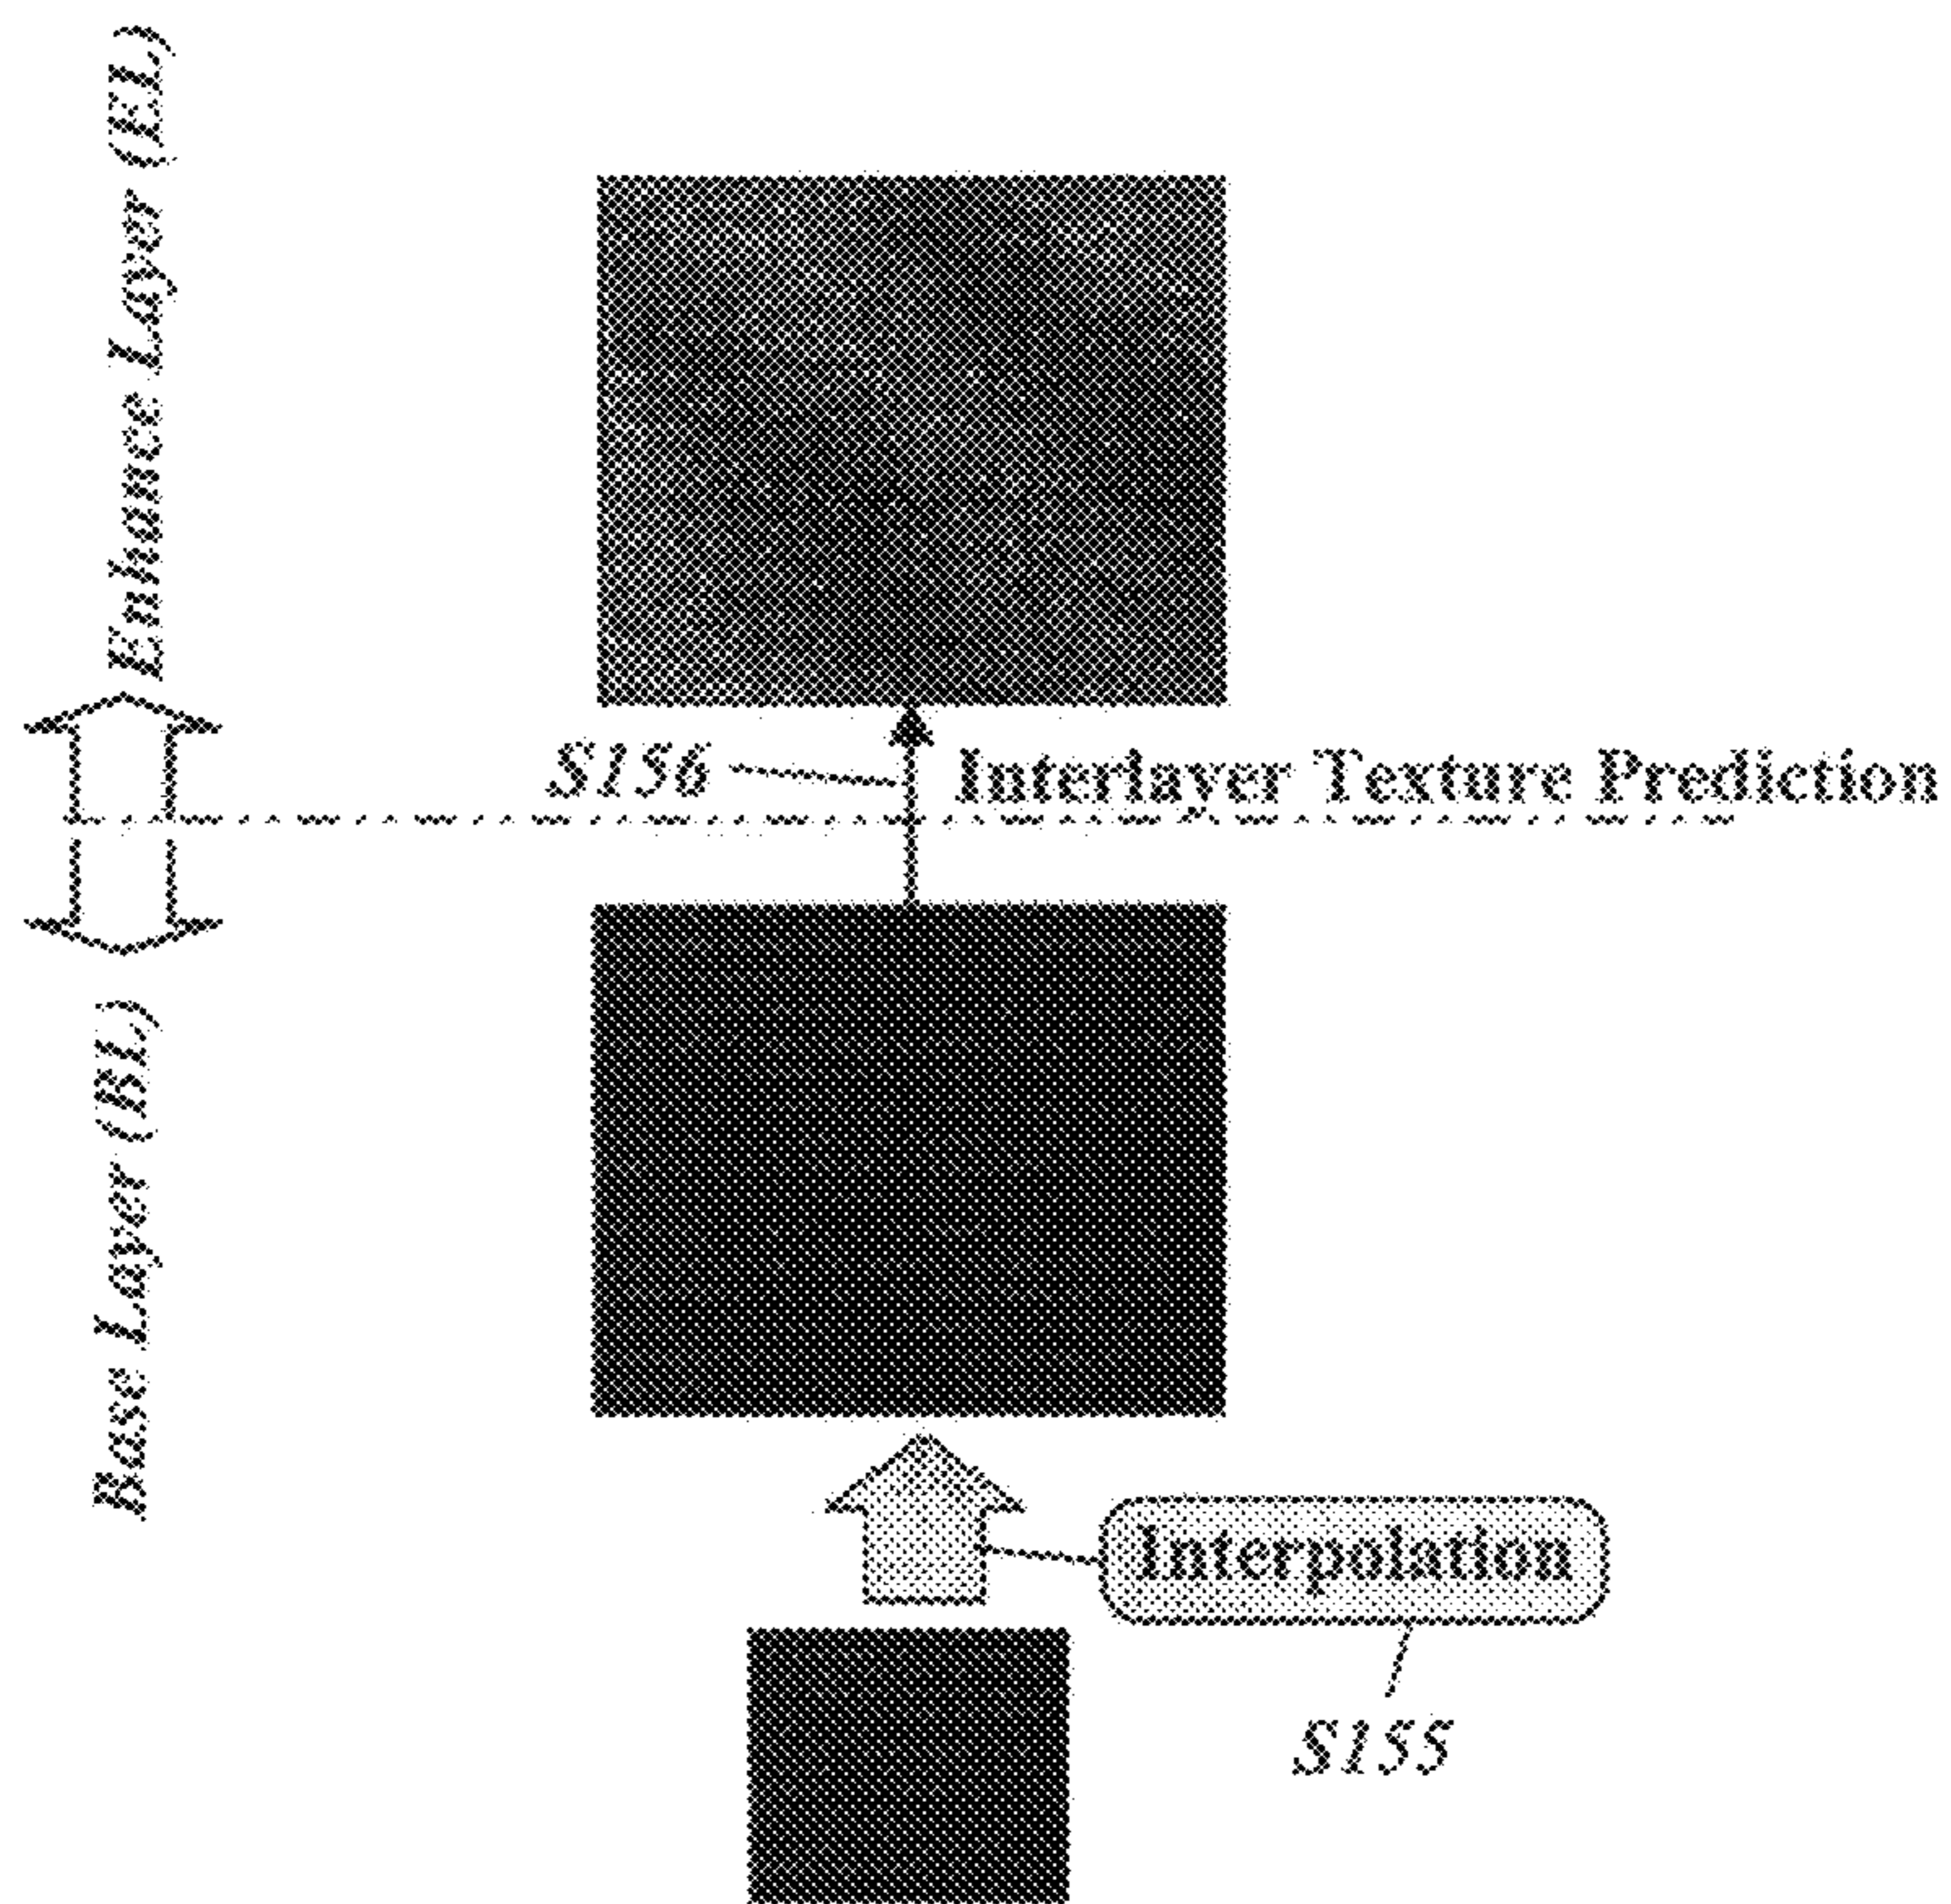 Enhance Layer (EL)
S156
Interlayer Texture Prediction
Base Layer (BL)
Interpolation
S155